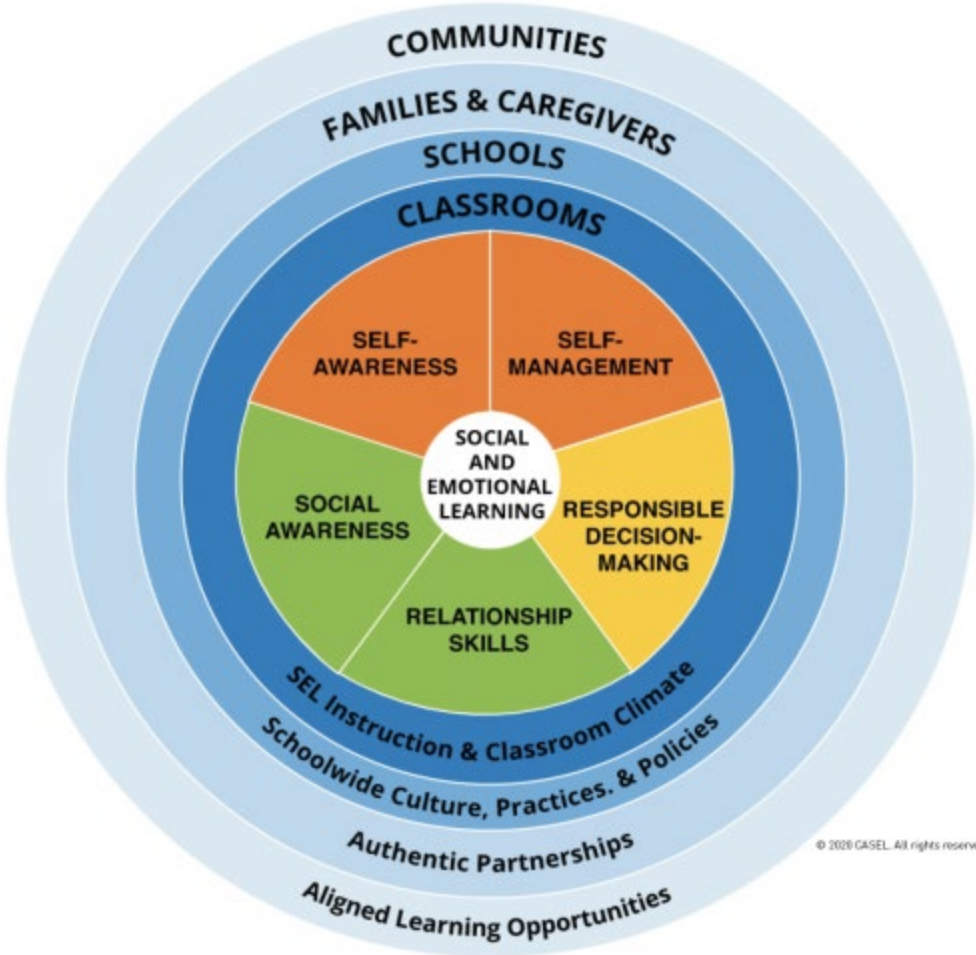 COMMUNITIES
FAMILIES & CAREGIVERS
SCHOOLS
CLASSROOMS
SELF-
AWARENESS
SELF-
MANAGEMENT
SOCIAL
AND
EMOTIONAL
LEARNING
SOCIAL
AWARENESS
RESPONSIBLE
DECISION-
MAKING
RELATIONSHIP
SKILLS
SEL Instruction & Classroom Climate
Schoolwide Culture, Practices. & Policies
Authentic Partnerships
Aligned Learning Opportunities
© 2020 CASEL. All rights reserve